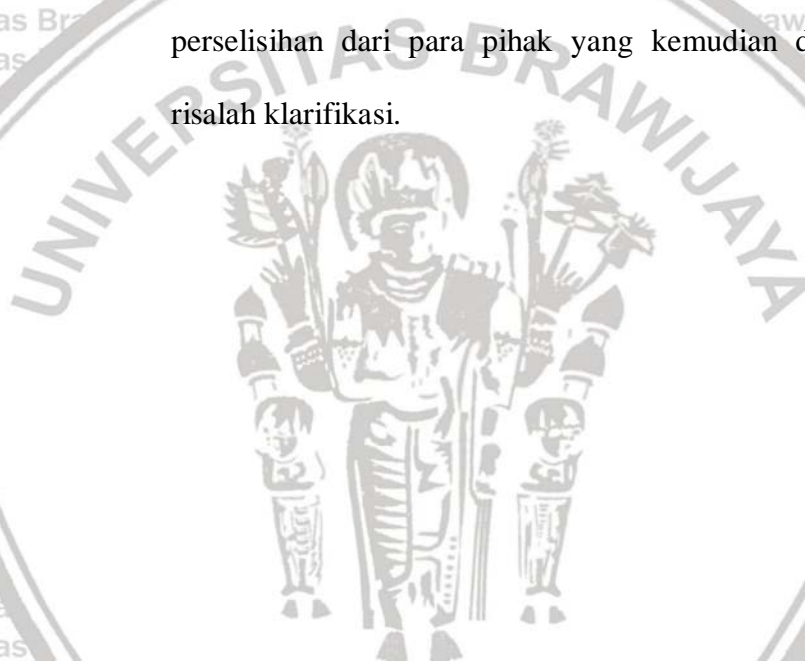 perselisihan dari para pihak yang kemudian
risalah klarifikasi.
UNIVERSITAS BRAWIJAYA